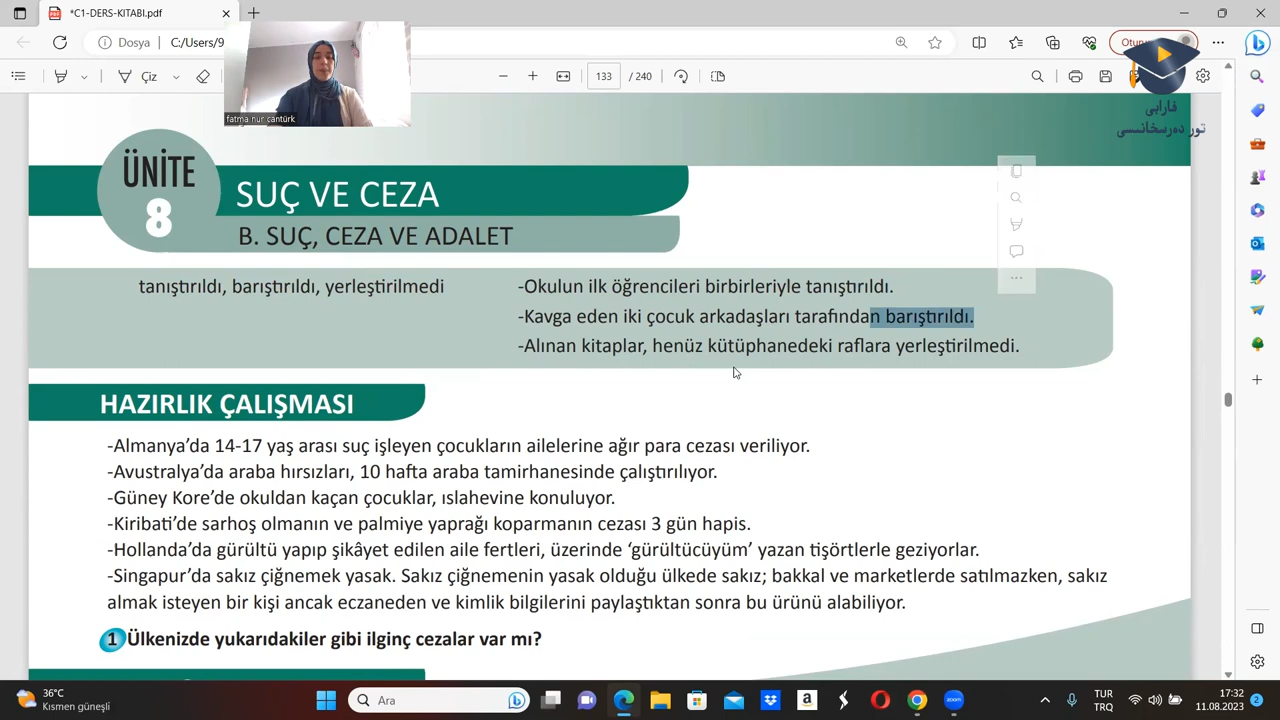 *C1-DERS-KITABI.pdf
Dosya
C:/Users/9
Oturu
Çiz
133
/ 240
fatma nur cantürk
فارابی
تور دەرسخانىسى
ÜNİTE
8
SUÇ VE CEZA
B. SUÇ, CEZA VE ADALET
tanıştırıldı, barıştırıldı, yerleştirilmedi
-Okulun ilk öğrencileri birbirleriyle tanıştırıldı.
-Kavga eden iki çocuk arkadaşları tarafından barıştırıldı.
-Alınan kitaplar, henüz kütüphanedeki raflara yerleştirilmedi.
HAZIRLIK ÇALIŞMASI
-Almanya’da 14-17 yaş arası suç işleyen çocukların ailelerine ağır para cezası veriliyor.
-Avustralya’da araba hırsızları, 10 hafta araba tamirhanesinde çalıştırılıyor.
-Güney Kore’de okuldan kaçan çocuklar, ıslahevine konuluyor.
-Kiribati’de sarhoş olmanın ve palmiye yaprağı koparmanın cezası 3 gün hapis.
-Hollanda’da gürültü yapıp şikâyet edilen aile fertleri, üzerinde ‘gürültücüyüm’ yazan tişörtlerle geziyorlar.
-Singapur’da sakız çiğnemek yasak. Sakız çiğnemenin yasak olduğu ülkede sakız; bakkal ve marketlerde satılmazken, sakız
almak isteyen bir kişi ancak eczaneden ve kimlik bilgilerini paylaştıktan sonra bu ürünü alabiliyor.
1 Ülkenizde yukarıdakiler gibi ilginç cezalar var mı?
36°C
Kısmen güneşli
Ara
zoom
TUR
TRQ
17:32
11.08.2023
2